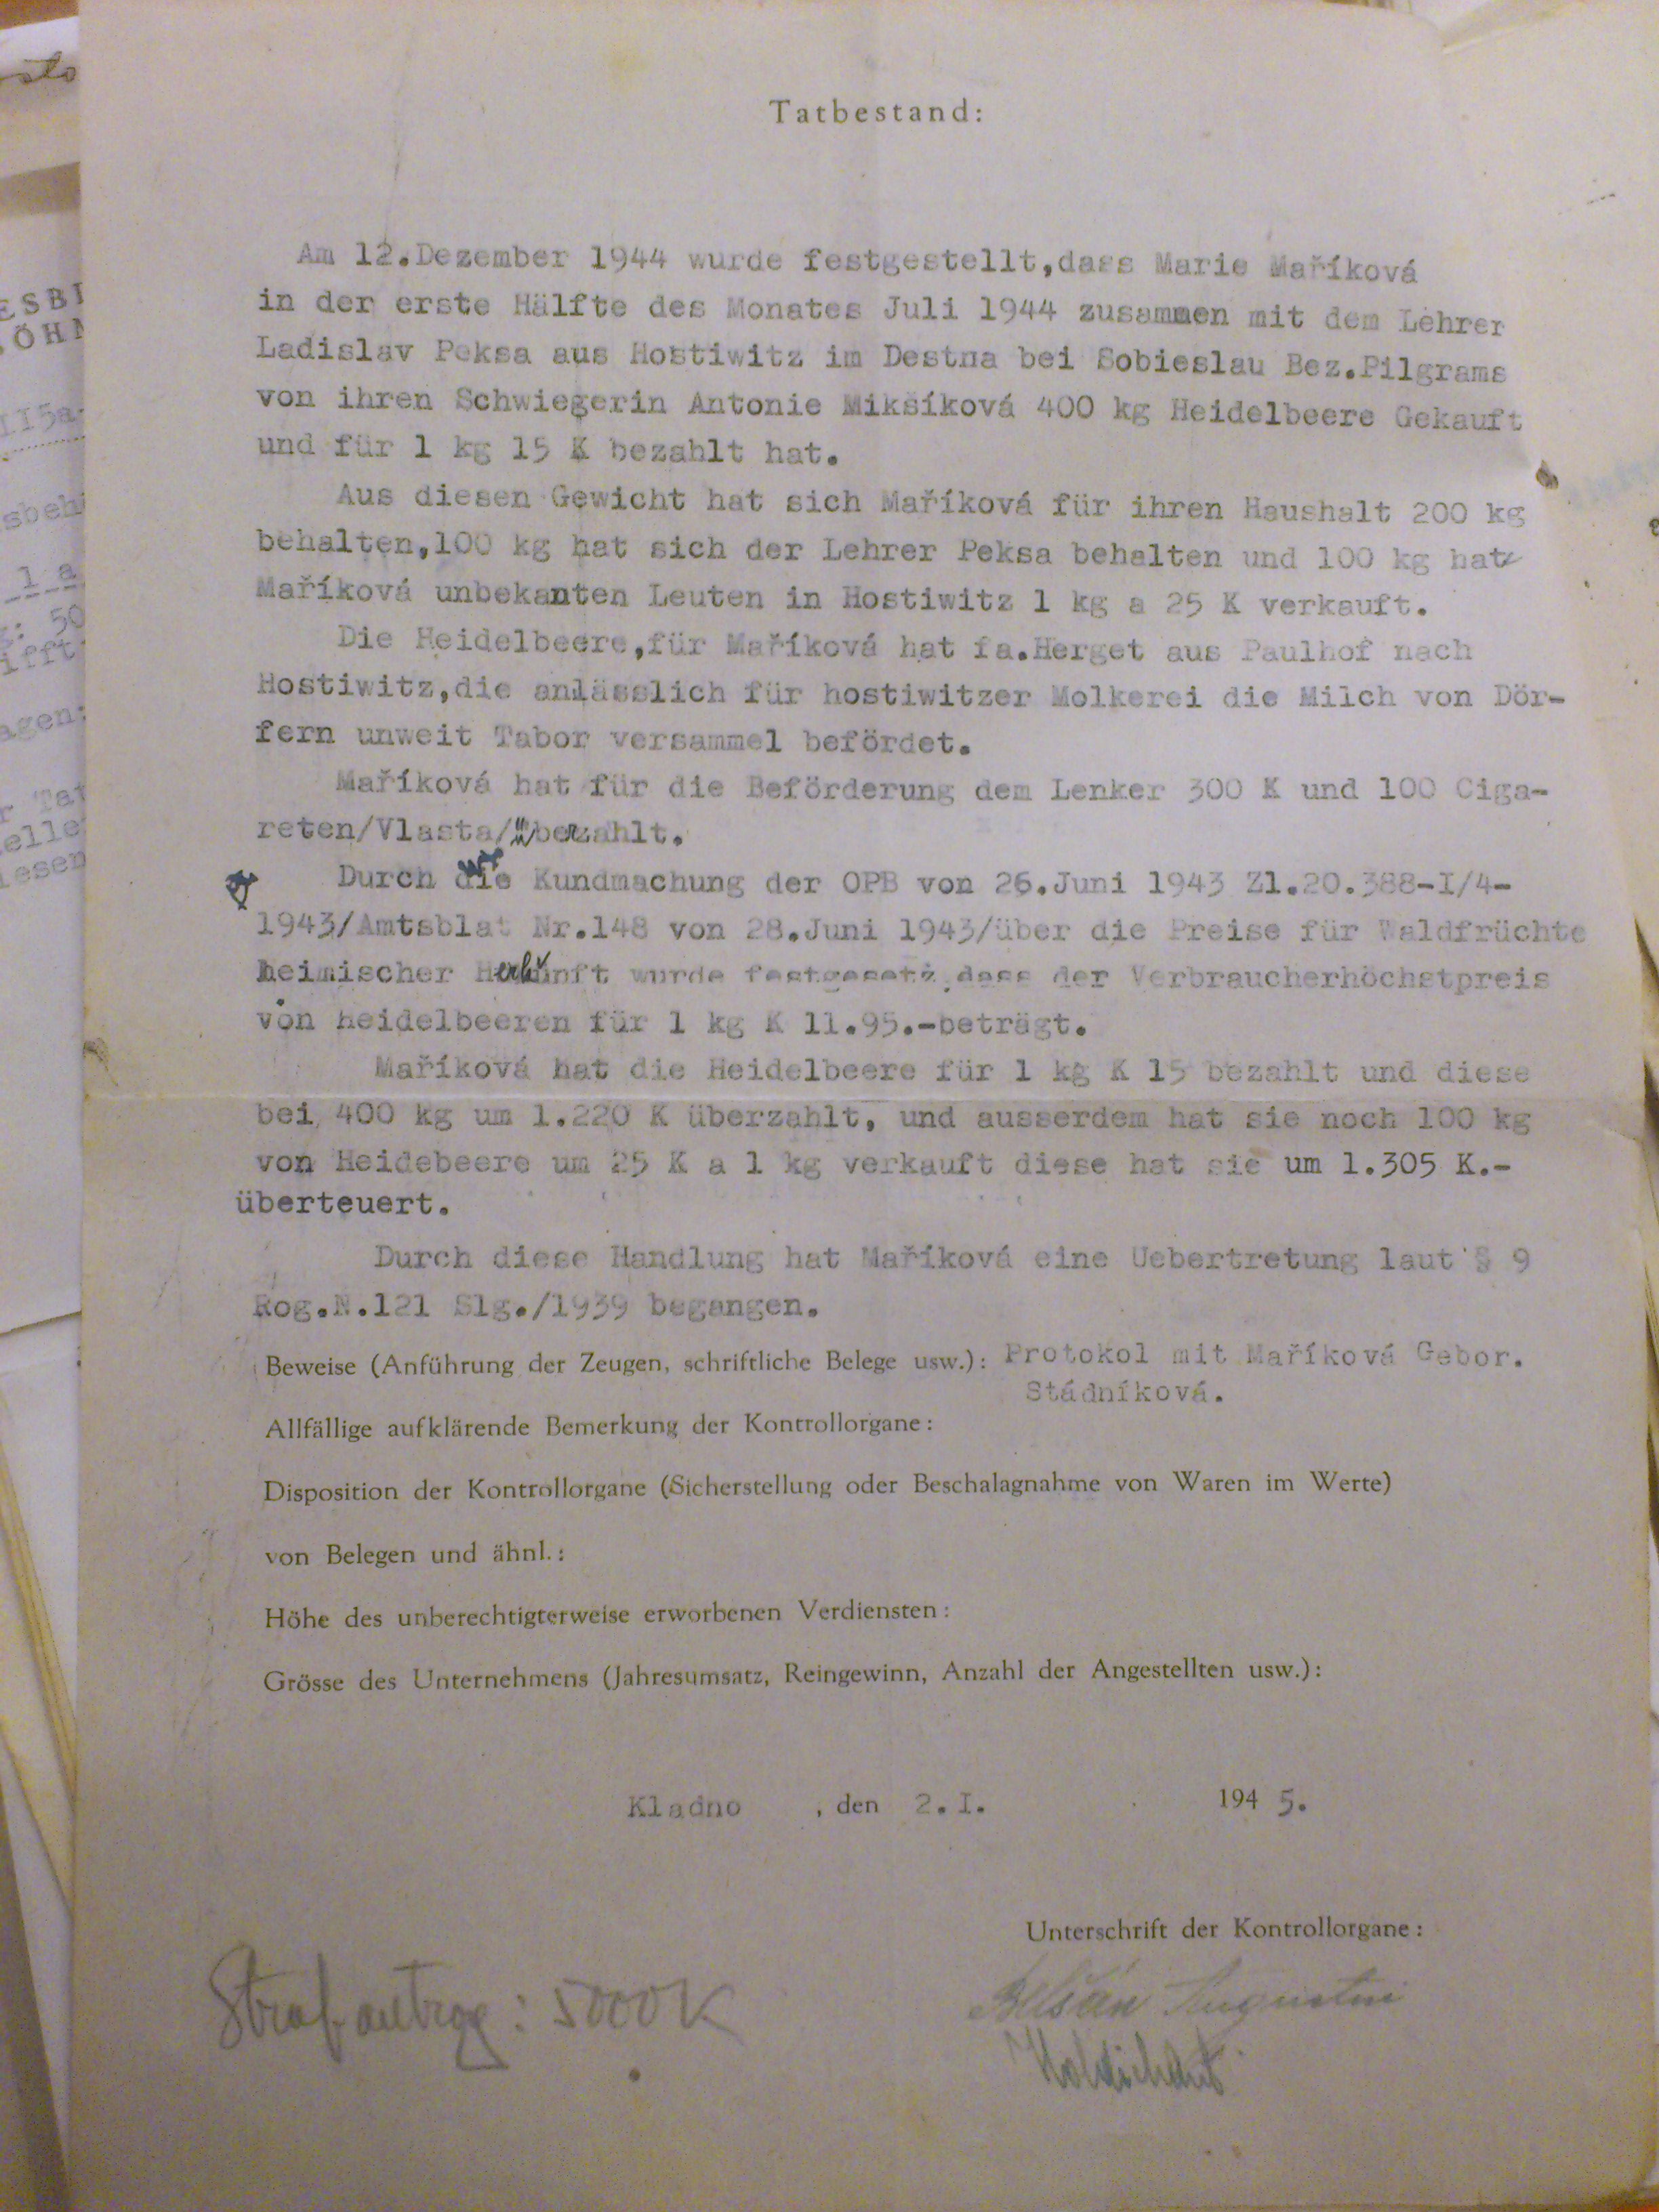 Tatbestand:
Am 12.Dezember 1944 wurde festgestellt,dass Marie Maříková
in der erste Hälfte des Monates Juli 1944 zusammen mit dem Lehrer
Ladislav Peksa aus Hostiwitz im Destna bei Sobieslau Bez.Pilgrams
von ihren Schwiegerin Antonie Miksíková 400 kg Heidelbeere Gekauft
und für 1 kg 15 K bezahlt hat.
Aus diesen Gewicht hat sich Maříková für ihren Haushalt 200 kg
behalten,100 kg hat sich der Lehrer Peksa behalten und 100 kg hat
Maříková unbekanten Leuten in Hostiwitz 1 kg a 25 K verkauft.
Die Heidelbeere,für Maříková hat fa.Herget aus Paulhof nach
Hostiwitz,die anlässlich für hostiwitzer Molkerei die Milch von Dör-
fern unweit Tabor versammel befördet.
Maříková hat für die Beförderung dem Lenker 300 K und 100 Ciga-
reten/Vlasta/überzahlt.
Durch die Kundmachung der OPB von 26.Juni 1943 Zl.20.388-I/4-
1943/Amtsblat Nr.148 von 28.Juni 1943/über die Preise für Waldfrüchte
heimischer Herkunft wurde festgesetz,dass der Verbraucherhöchstpreis
von heidelbeeren für 1 kg K 11.95.-beträgt.
Maříková hat die Heidelbeere für 1 kg K 15 bezahlt und diese
bei 400 kg um 1.220 K überzahlt, und ausserdem hat sie noch 100 kg
von Heidebeere um 25 K a 1 kg verkauft diese hat sie um 1.305 K.-
überteuert.
Durch diese Handlung hat Maříková eine Uebertretung laut § 9
Rog.N.121 Slg./1939 begangen.
Beweise (Anführung der Zeugen, schriftliche Belege usw.): Protokol mit Maříková Gebor.
Stádníková.
Allfällige aufklärende Bemerkung der Kontrollorgane:
Disposition der Kontrollorgane (Sicherstellung oder Beschalagnahme von Waren im Werte)
von Belegen und ähnl.:
Höhe des unberechtigterweise erworbenen Verdiensten:
Grösse des Unternehmens (Jahresumsatz, Reingewinn, Anzahl der Angestellten usw.):
Kladno , den 2.I. 194 5.
Unterschrift der Kontrollorgane:
Strafantrag: 5000 K